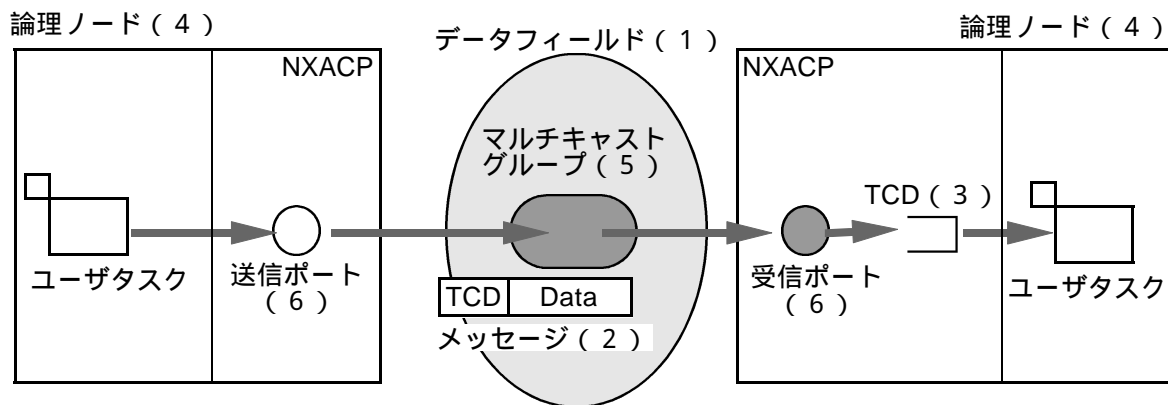 論理ノード(4)
データフィールド(1)
論理ノード(4)
NXACP
NXACP
マルチキャスト
グループ(5)
TCD(3)
ユーザタスク
送信ポート
(6)
TCD Data
メッセージ(2)
受信ポート
(6)
ユーザタスク